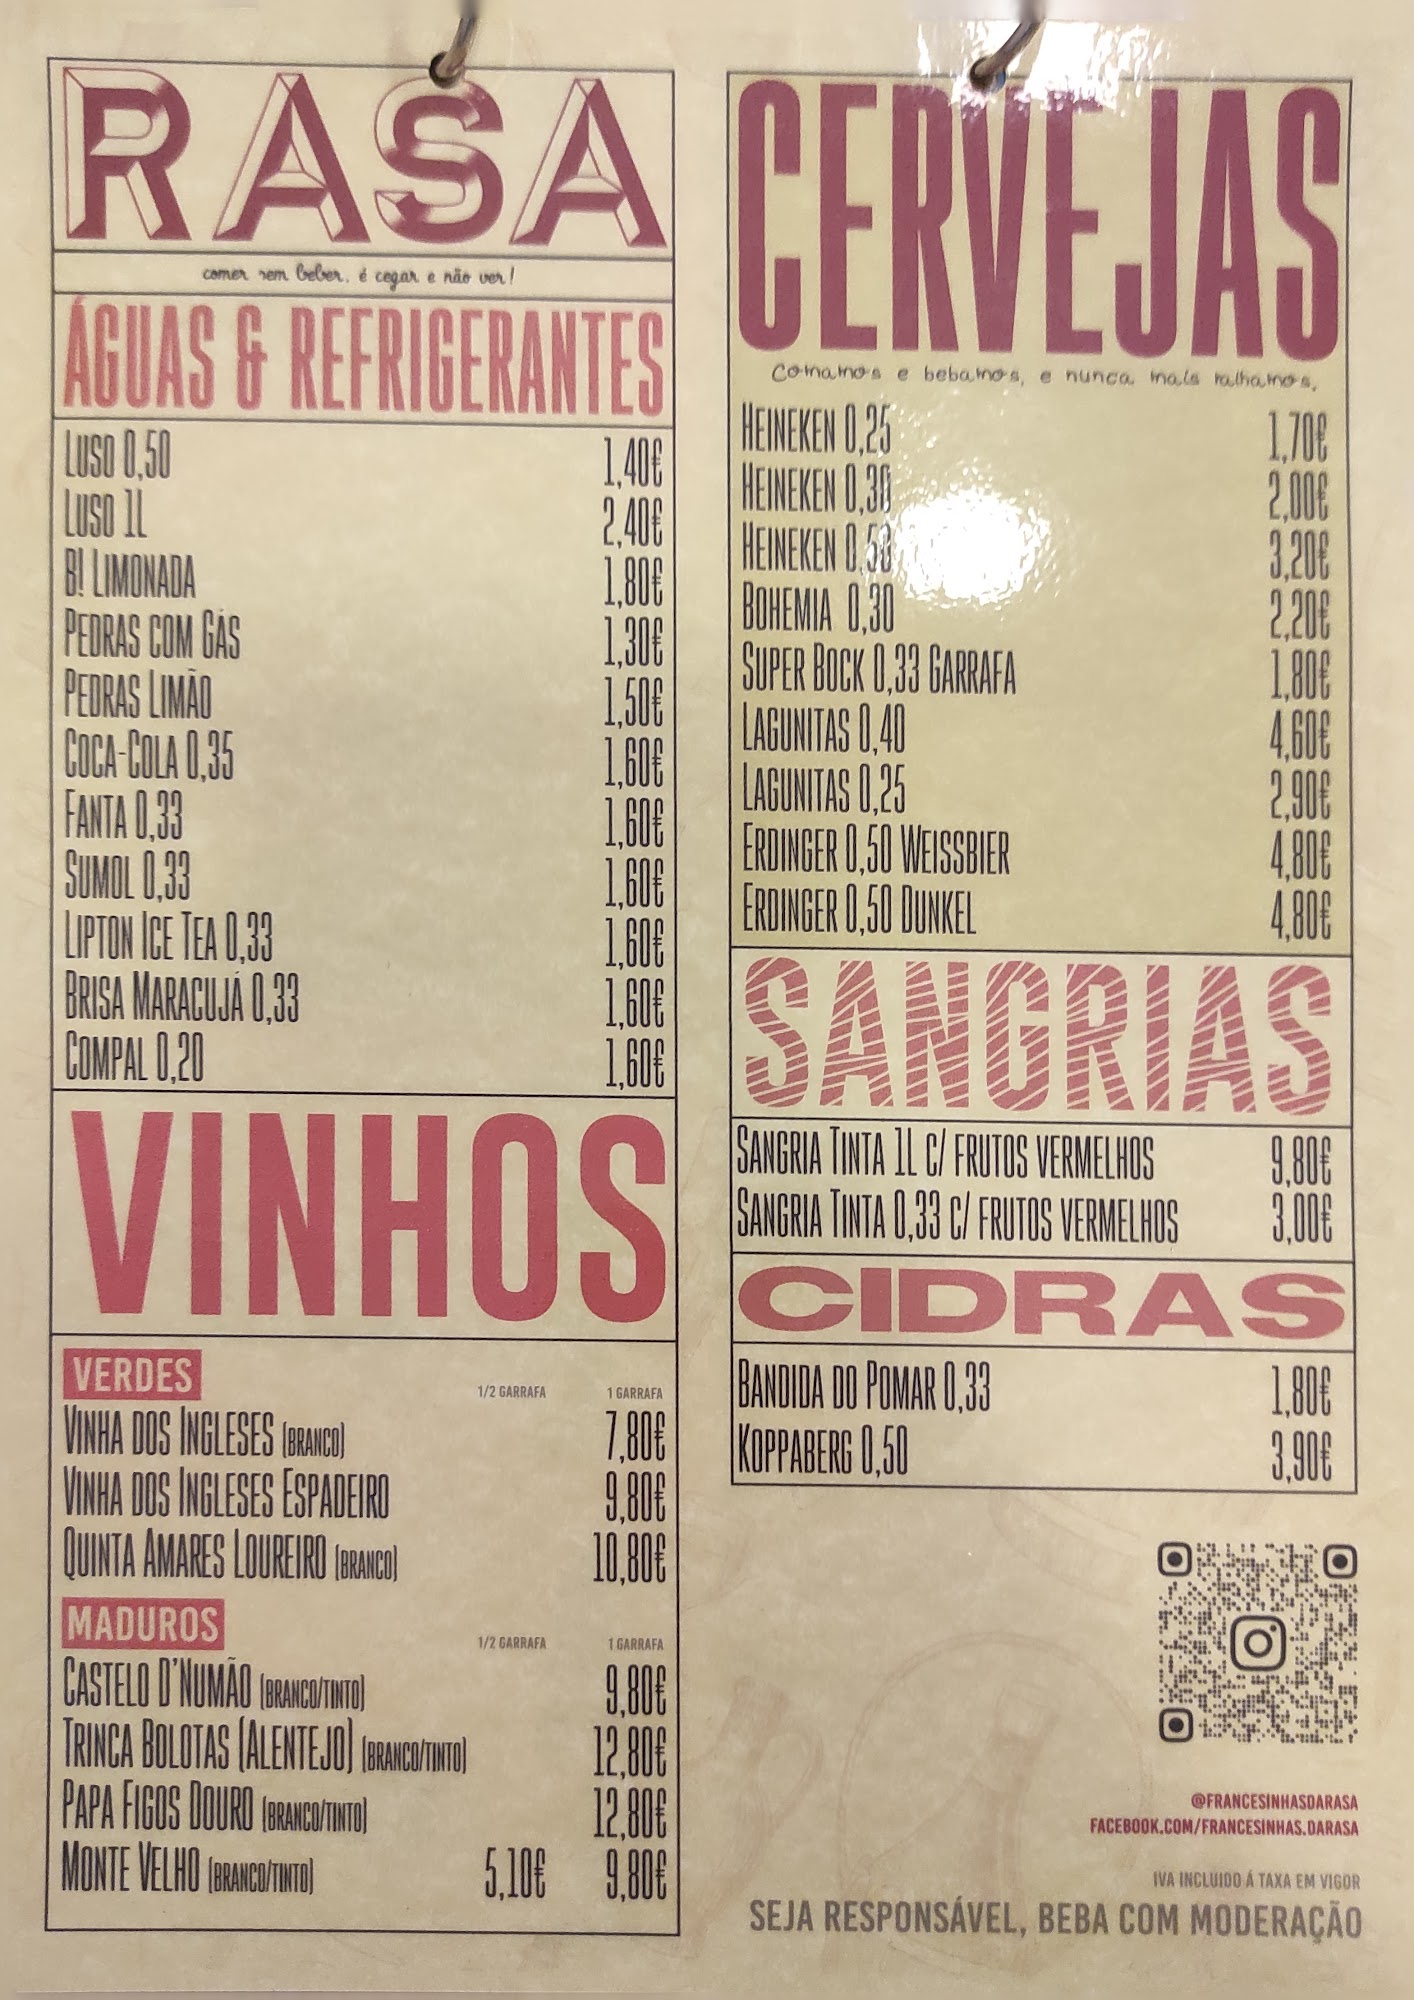 RASA
comer sem beber, é cegar e não ver!
ÁGUAS & REFRIGERANTES
LUSO 0,50 1,40€
LUSO 1L 2,40€
B! LIMONADA 1,80€
PEDRAS COM GÁS 1,30€
PEDRAS LIMÃO 1,50€
COCA-COLA 0,35 1,60€
FANTA 0,33 1,60€
SUMOL 0,33 1,60€
LIPTON ICE TEA 0,33 1,60€
BRISA MARACUJÁ 0,33 1,60€
COMPAL 0,20 1,60€
VINHOS
VERDES 1/2 GARRAFA 1 GARRAFA
VINHA DOS INGLESES (BRANCO) 7,80€
VINHA DOS INGLESES ESPADEIRO 9,80€
QUINTA AMARES LOUREIRO (BRANCO) 10,80€
MADUROS 1/2 GARRAFA 1 GARRAFA
CASTELO D'NUMÃO (BRANCO/TINTO) 9,80€
TRINCA BOLOTAS (ALENTEJO) (BRANCO/TINTO) 12,80€
PAPA FIGOS DOURO (BRANCO/TINTO) 12,80€
MONTE VELHO (BRANCO/TINTO) 5,10€ 9,80€
CERVEJAS
Comamos e bebamos, e nunca mais ralhamos.
HEINEKEN 0,25 1,70€
HEINEKEN 0,30 2,00€
HEINEKEN 0,50 3,20€
BOHEMIA 0,30 2,20€
SUPER BOCK 0,33 GARRAFA 1,80€
LAGUNITAS 0,40 4,60€
LAGUNITAS 0,25 2,90€
ERDINGER 0,50 WEISSBIER 4,80€
ERDINGER 0,50 DUNKEL 4,80€
SANGRIAS
SANGRIA TINTA 1L C/ FRUTOS VERMELHOS 9,80€
SANGRIA TINTA 0,33 C/ FRUTOS VERMELHOS 3,00€
CIDRAS
BANDIDA DO POMAR 0,33 1,80€
KOPPABERG 0,50 3,90€
@FRANCESINHASDARASA
FACEBOOK.COM/FRANCESINHAS.DARASA
IVA INCLUIDO Á TAXA EM VIGOR
SEJA RESPONSÁVEL, BEBA COM MODERAÇÃO